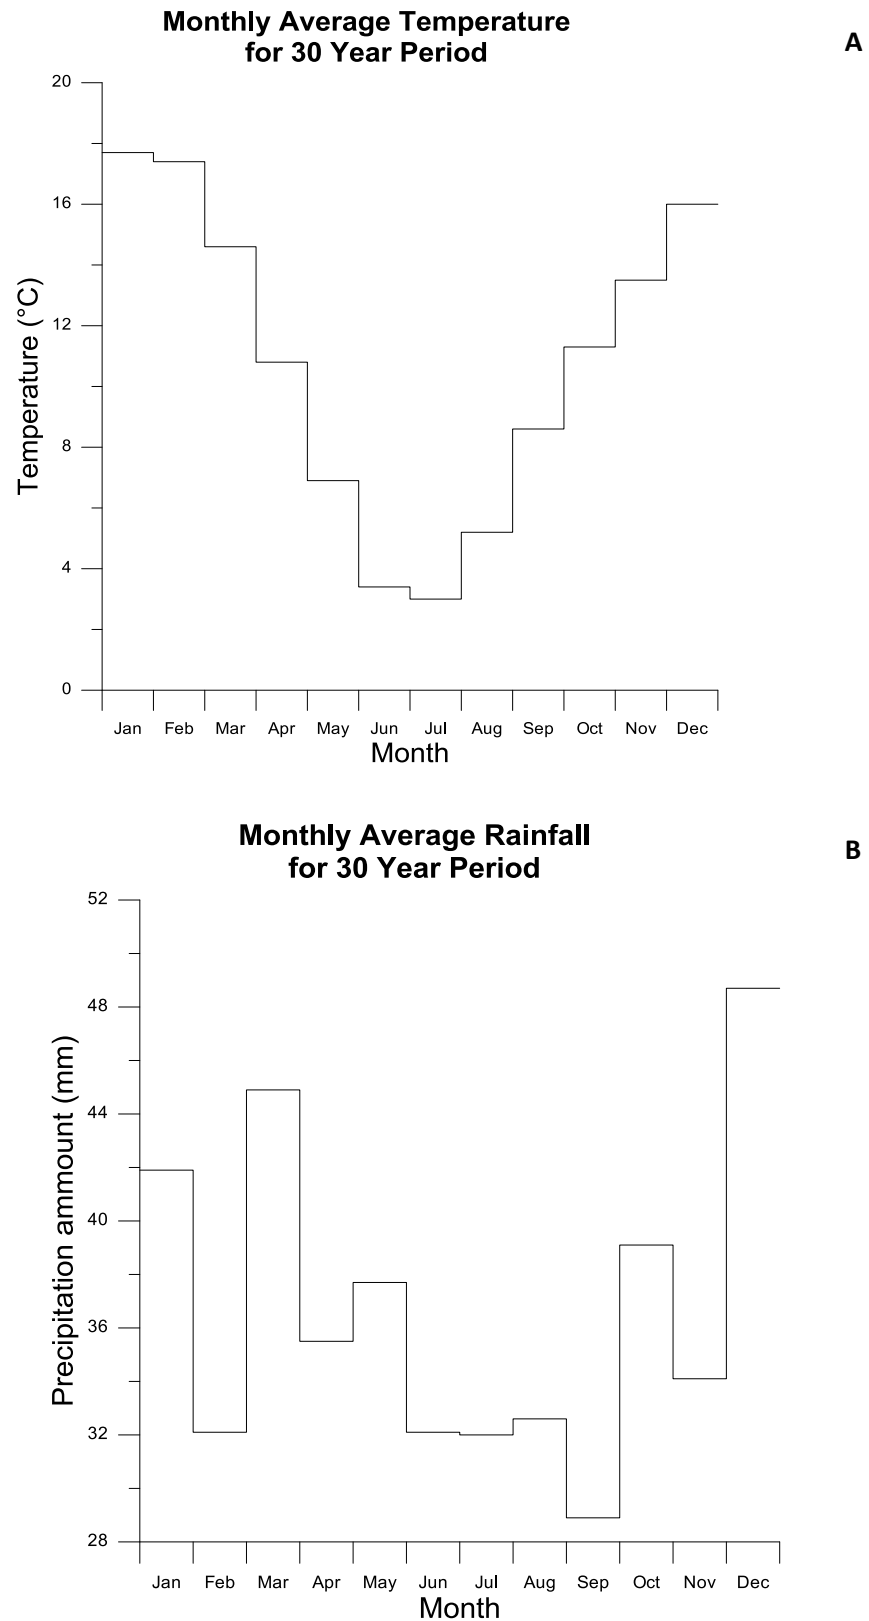 Monthly Average Temperature
for 30 Year Period
A
20
16
12
8
4
0
Temperature (°C)
Jan Feb Mar Apr May Jun Jul Aug Sep Oct Nov Dec
Month
Monthly Average Rainfall
for 30 Year Period
B
52
48
44
40
36
32
28
Precipitation ammount (mm)
Jan Feb Mar Apr May Jun Jul Aug Sep Oct Nov Dec
Month